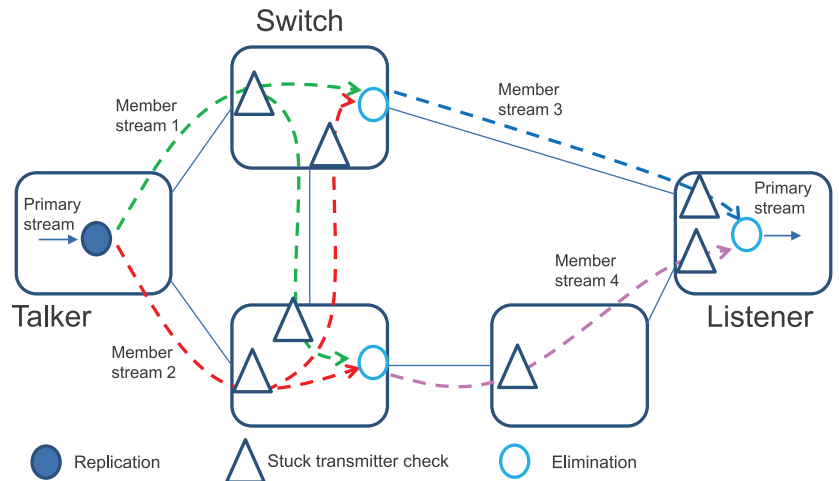 Switch
Member
stream 1
Member
stream 3
Primary
stream
Primary
stream
Talker
Member
stream 4
Listener
Member
stream 2
Replication
Stuck transmitter check
Elimination